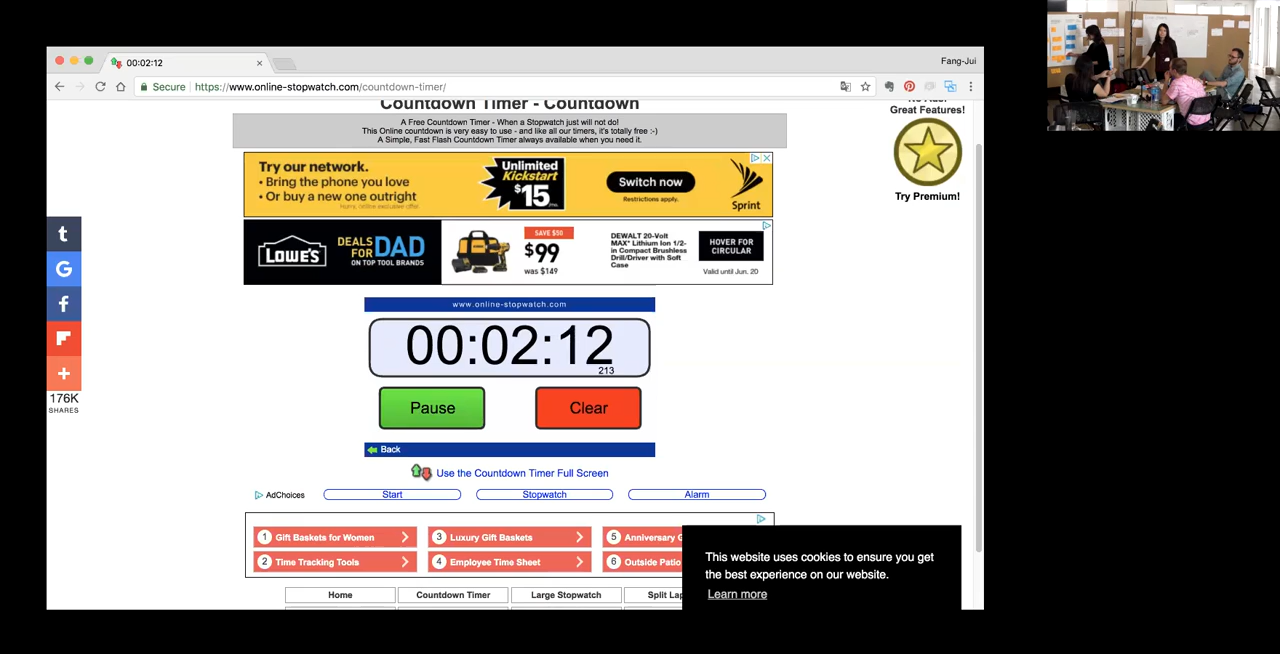 00:02:12
Fang-Jui
Secure
https://www.online-stopwatch.com/countdown-timer/
Countdown Timer - Countdown
A Free Countdown Timer - When a Stopwatch just will not do!
This Online countdown is very easy to use - and like all our timers, it's totally free :-)
A Simple, Fast Flash Countdown Timer always available when you need it.
No Ads!
Great Features!
Try Premium!
Try our network.
• Bring the phone you love
• Or buy a new one outright
Hurry, online exclusive offer
Unlimited
Kickstart
$15
Switch now
Restrictions apply.
Sprint
LOWE'S
DEALS
FOR DAD
ON TOP TOOL BRANDS
SAVE $50
$99
was $149
DEWALT 20-Volt
MAX* Lithium Ion 1/2-
in Compact Brushless
Drill/Driver with Soft
Case
HOVER FOR
CIRCULAR
Valid until Jun. 20
t
G
f
+
176K
SHARES
www.online-stopwatch.com
00:02:12
213
Pause
Clear
Back
Use the Countdown Timer Full Screen
AdChoices
Start
Stopwatch
Alarm
1 Gift Baskets for Women
3 Luxury Gift Baskets
5 Anniversary G
2 Time Tracking Tools
4 Employee Time Sheet
6 Outside Patio
This website uses cookies to ensure you get
the best experience on our website.
Learn more
Home
Countdown Timer
Large Stopwatch
Split Lap